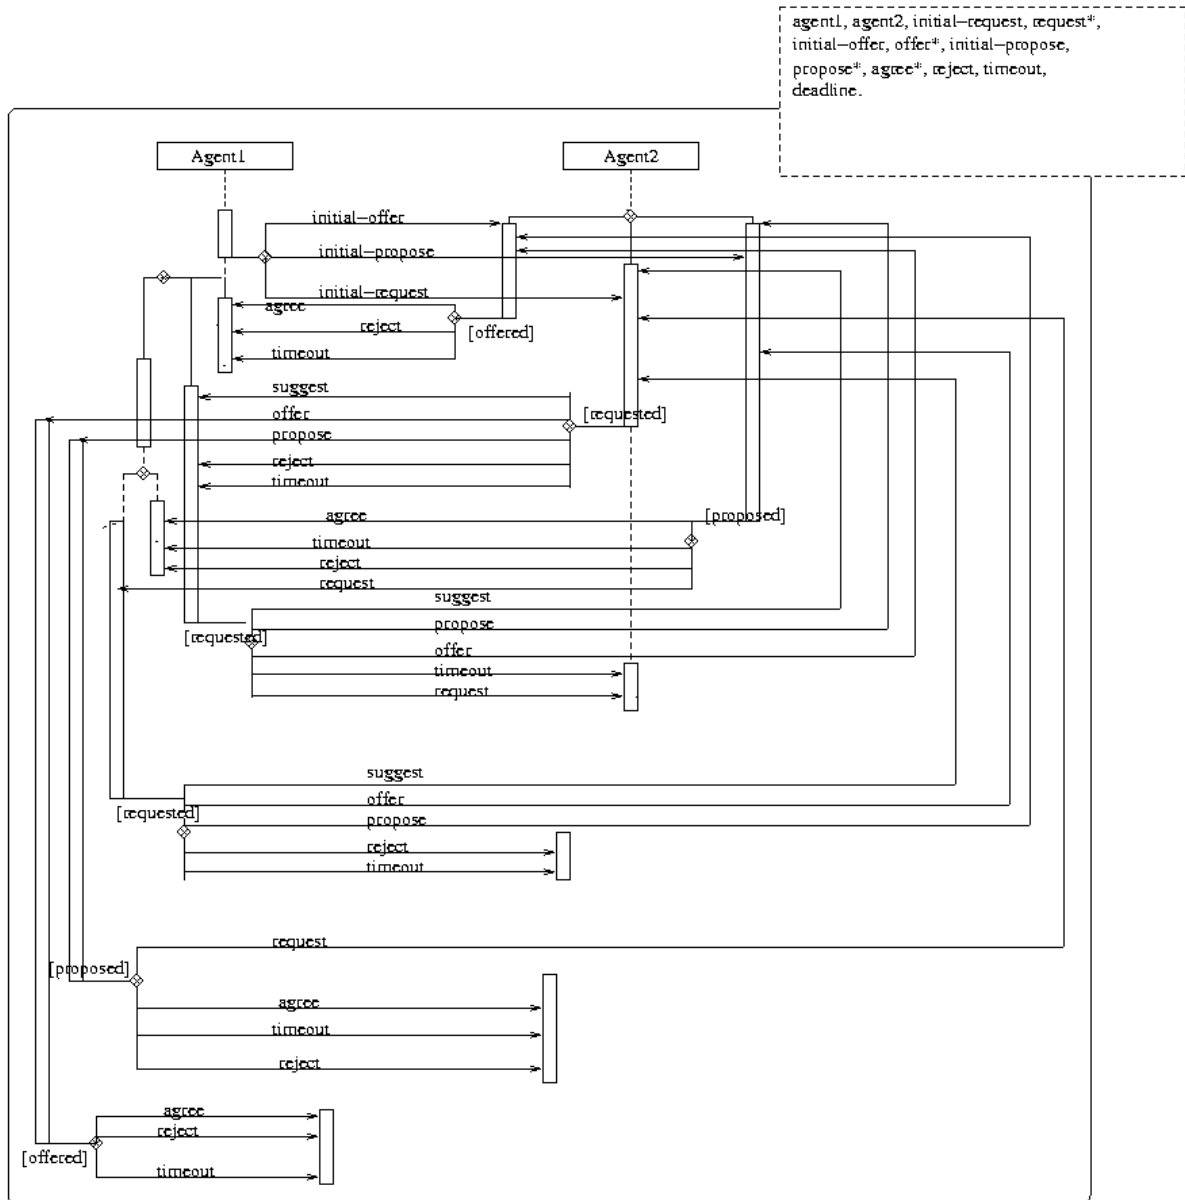 agent1, agent2, initial–request, request*,
initial–offer, offer*, initial–propose,
propose*, agree*, reject, timeout,
deadline.
Agent1
Agent2
initial–offer
initial–propose
initial–request
agree
reject
[offered]
timeout
suggest
offer
[requested]
propose
reject
timeout
agree
[proposed]
timeout
reject
request
suggest
propose
[requested]
offer
timeout
request
suggest
offer
[requested]
propose
reject
timeout
request
[proposed]
agree
timeout
reject
agree
reject
[offered]
timeout